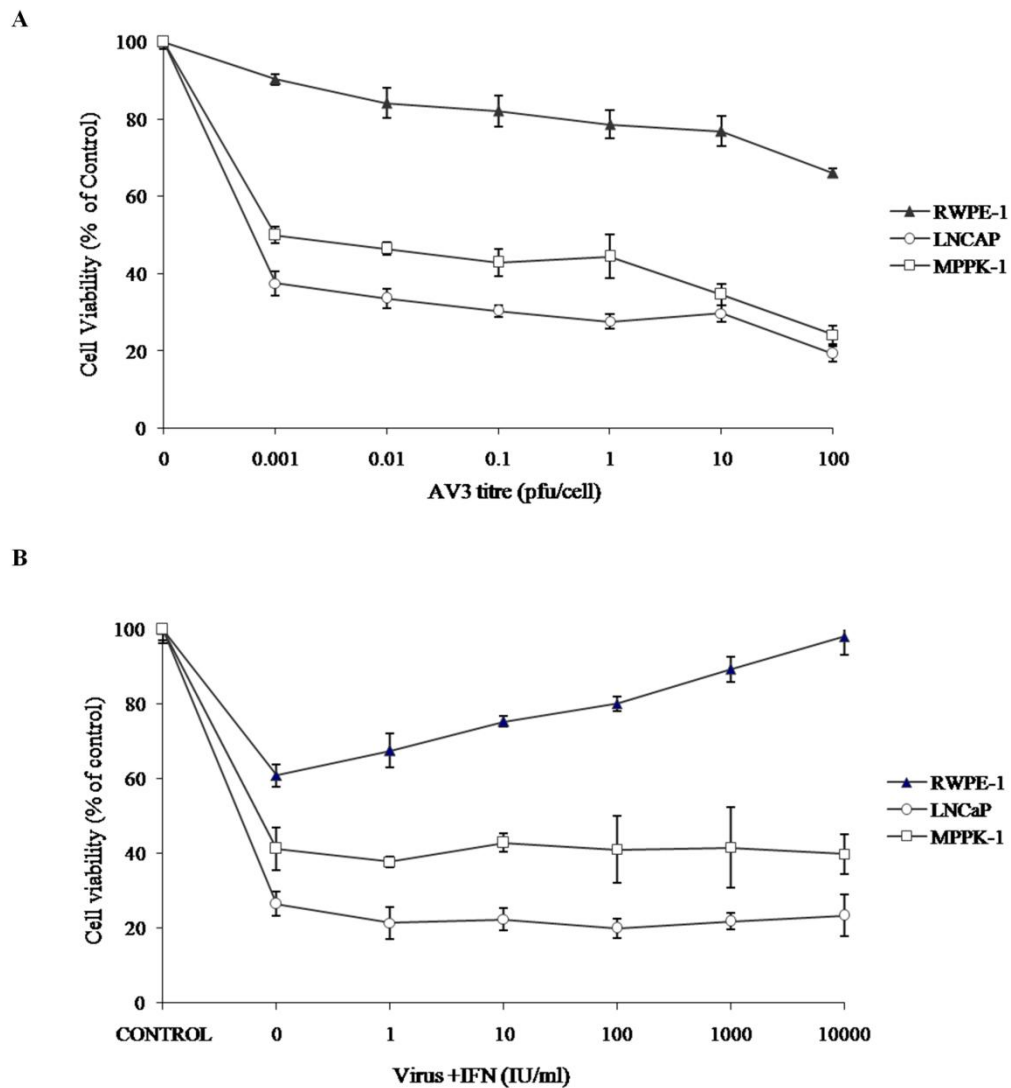 A
100
80
60
40
20
0
Cell Viability (% of Control)
0 0.001 0.01 0.1 1 10 100
AV3 titre (pfu/cell)
RWPE-1
LNCAP
MPPK-1
B
100
80
60
40
20
0
Cell viability (% of control)
CONTROL 0 1 10 100 1000 10000
Virus +IFN (IU/ml)
RWPE-1
LNCaP
MPPK-1